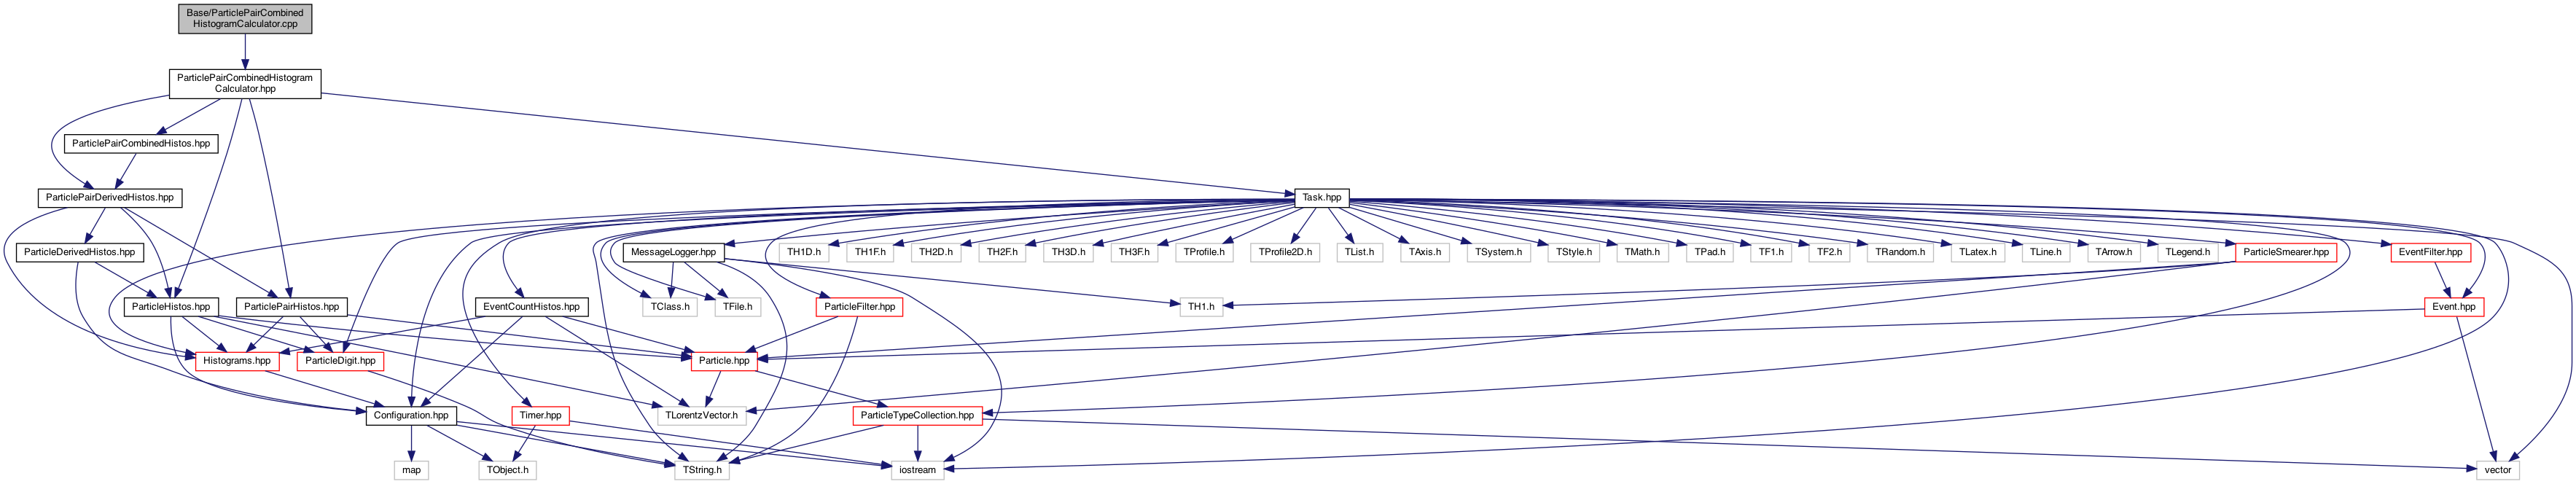 Base/ParticlePairCombined
HistogramCalculator.cpp
ParticlePairCombinedHistogram
Calculator.hpp
ParticlePairCombinedHistos.hpp
ParticlePairDerivedHistos.hpp
Task.hpp
ParticleDerivedHistos.hpp
MessageLogger.hpp
TH1D.h
TH1F.h
TH2D.h
TH2F.h
TH3D.h
TH3F.h
TProfile.h
TProfile2D.h
TList.h
TAxis.h
TSystem.h
TStyle.h
TMath.h
TPad.h
TF1.h
TF2.h
TRandom.h
TLatex.h
TLine.h
TArrow.h
TLegend.h
ParticleSmearer.hpp
EventFilter.hpp
ParticleHistos.hpp
ParticlePairHistos.hpp
EventCountHistos.hpp
TClass.h
TFile.h
ParticleFilter.hpp
TH1.h
Event.hpp
Histograms.hpp
ParticleDigit.hpp
Particle.hpp
Configuration.hpp
Timer.hpp
TLorentzVector.h
ParticleTypeCollection.hpp
map
TObject.h
TString.h
iostream
vector